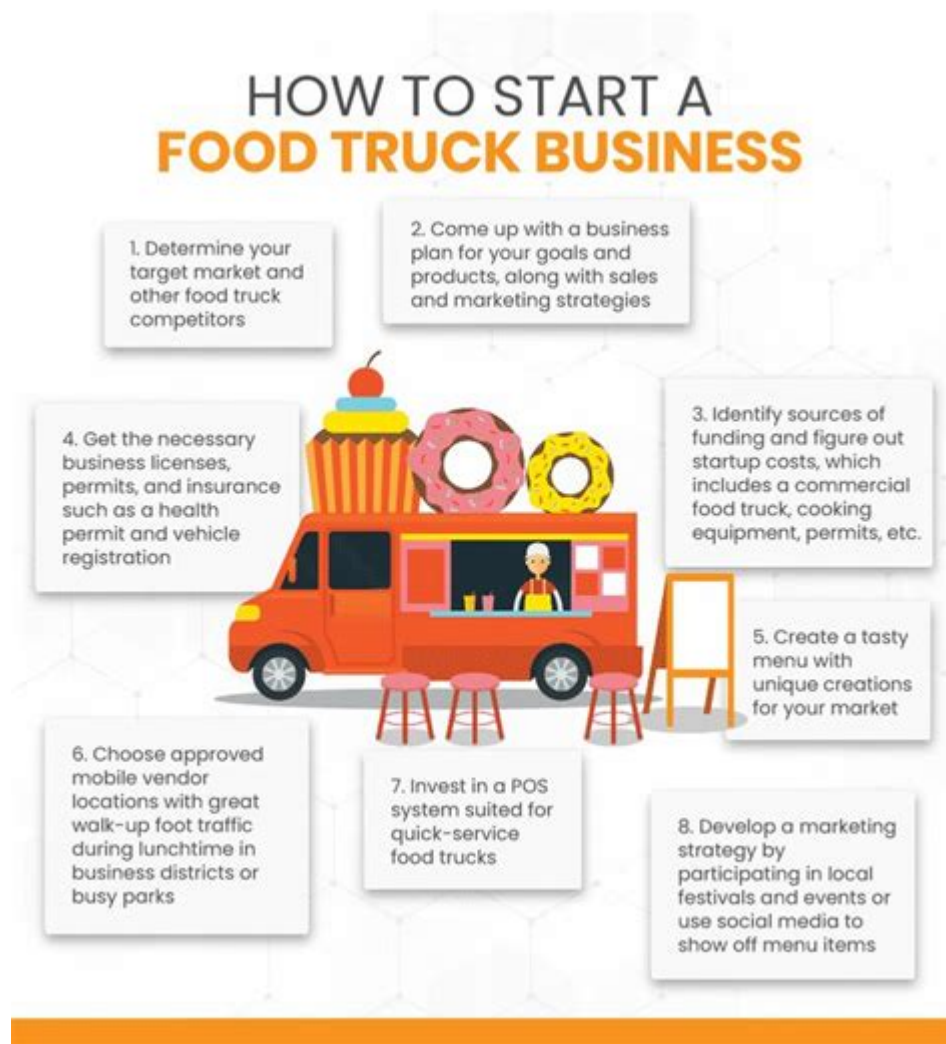 HOW TO START A
FOOD TRUCK BUSINESS
1. Determine your
target market and
other food truck
competitors
2. Come up with a business
plan for your goals and
products, along with sales
and marketing strategies
3. Identify sources of
funding and figure out
startup costs, which
includes a commercial
food truck, cooking
equipment, permits, etc.
4. Get the necessary
business licenses,
permits, and insurance
such as a health
permit and vehicle
registration
5. Create a tasty
menu with
unique creations
for your market
6. Choose approved
mobile vendor
locations with great
walk-up foot traffic
during lunchtime in
business districts or
busy parks
7. Invest in a POS
system suited for
quick-service
food trucks
8. Develop a marketing
strategy by
participating in local
festivals and events or
use social media to
show off menu items